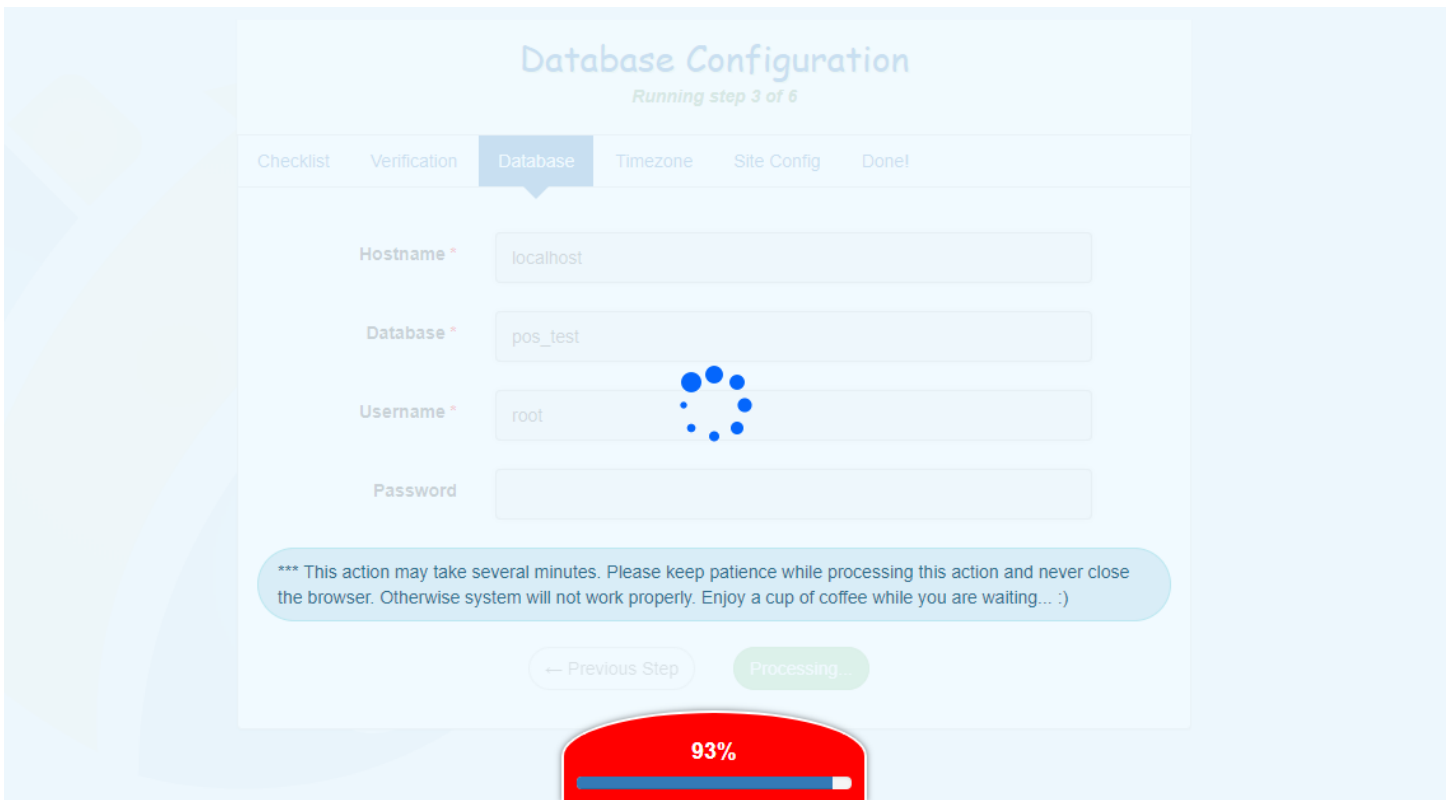 Database Configuration
Running step 3 of 6
Checklist Verification Database Timezone Site Config Done!
Hostname * localhost
Database * pos_test
Username * root
Password
*** This action may take several minutes. Please keep patience while processing this action and never close
the browser. Otherwise system will not work properly. Enjoy a cup of coffee while you are waiting... :)
← Previous Step Processing...
93%